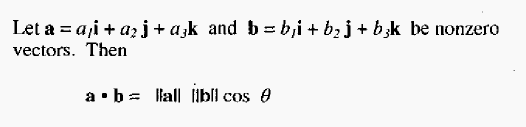 Let a = a₁i + a₂ j + a₃k and b = b₁i + b₂ j + b₃k be nonzero
vectors. Then
a • b = ||a|| ||b|| cos θ